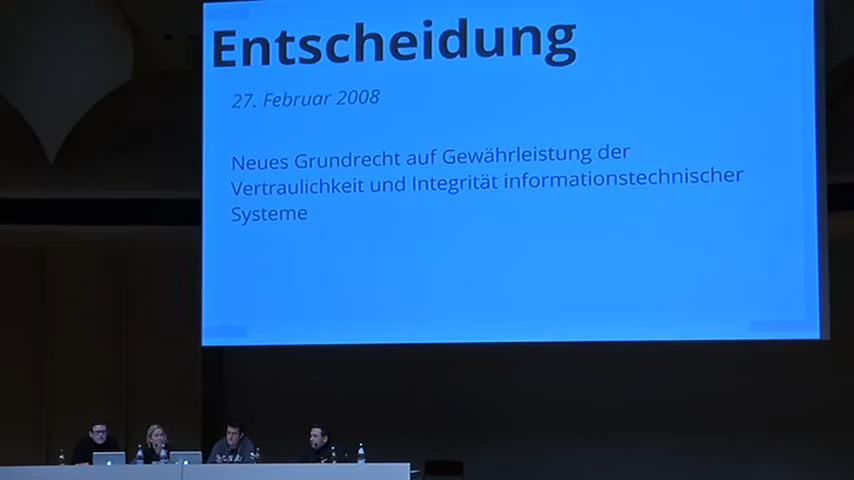 Entscheidung
27. Februar 2008
Neues Grundrecht auf Gewährleistung der
Vertraulichkeit und Integrität informationstechnischer
Systeme